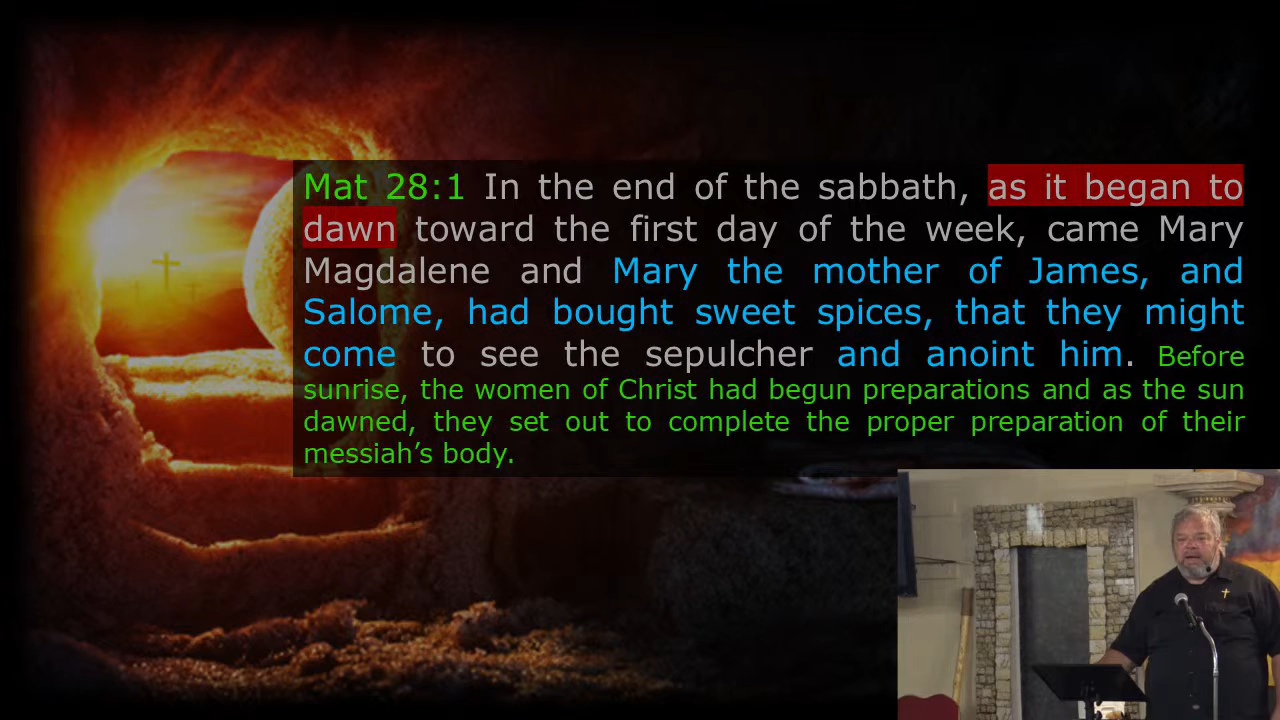 Mat 28:1 In the end of the sabbath, as it began to
dawn toward the first day of the week, came Mary
Magdalene and Mary the mother of James, and
Salome, had bought sweet spices, that they might
come to see the sepulcher and anoint him. Before
sunrise, the women of Christ had begun preparations and as the sun
dawned, they set out to complete the proper preparation of their
messiah’s body.